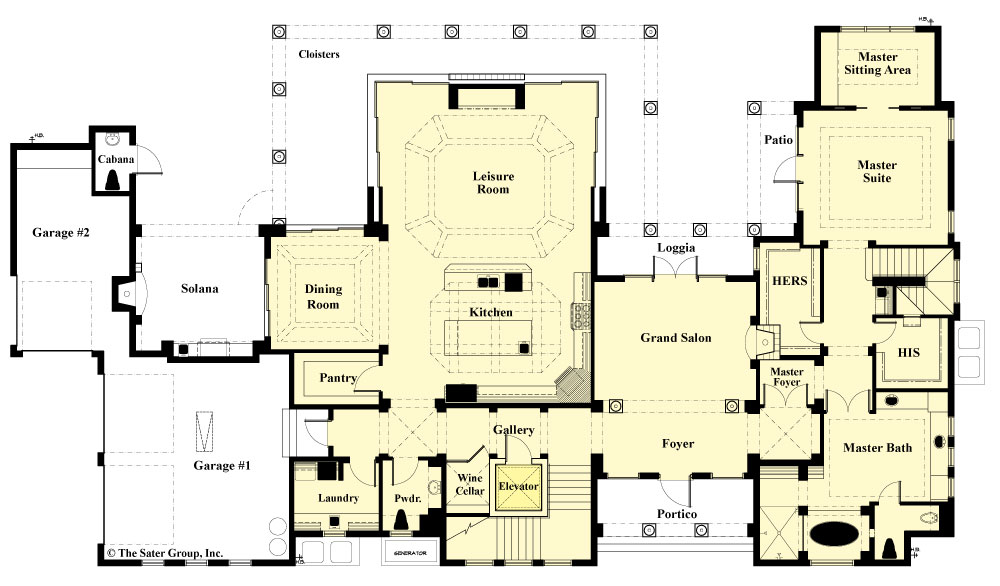 H.B.
Cloisters
Master
Sitting Area
H.B.
Cabana
Patio
Leisure
Room
Master
Suite
Garage #2
Loggia
Solana
Dining
Room
HERS
Kitchen
Grand Salon
HIS
Pantry
Master
Foyer
Gallery
Foyer
Master Bath
Garage #1
Laundry
Pwdr.
Wine
Cellar
Elevator
Portico
© The Sater Group, Inc.
GENERATOR
H.B.
H.B.